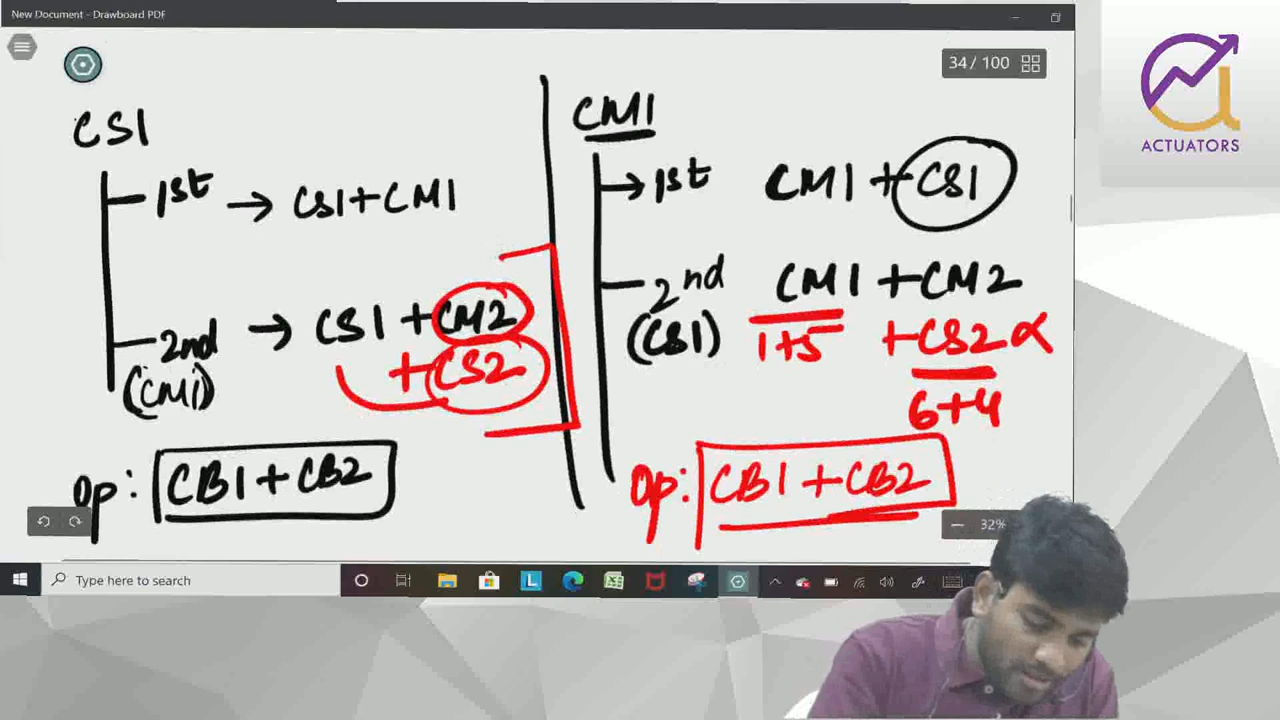 New Document - Drawboard PDF
34 / 100
ACTUATORS
CS1
1st → CS1+CM1
2nd → CS1+CM2
(CM1) +CS2
Op: CB1+CB2
CM1
→ 1st CM1+CS1
2nd CM1+CM2
(CS1) 1+5 +CS2 α
6+4
Op: CB1+CB2
32%
Type here to search